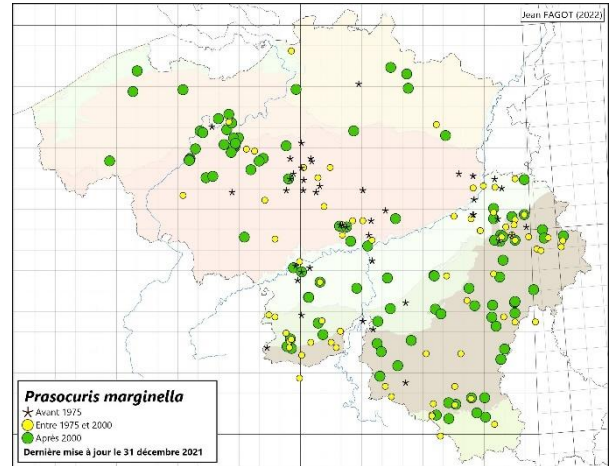 Jean FAGOT (2022)
Prasocuris marginella
Avant 1975
Entre 1975 et 2000
Après 2000
Dernière mise à jour le 31 décembre 2021